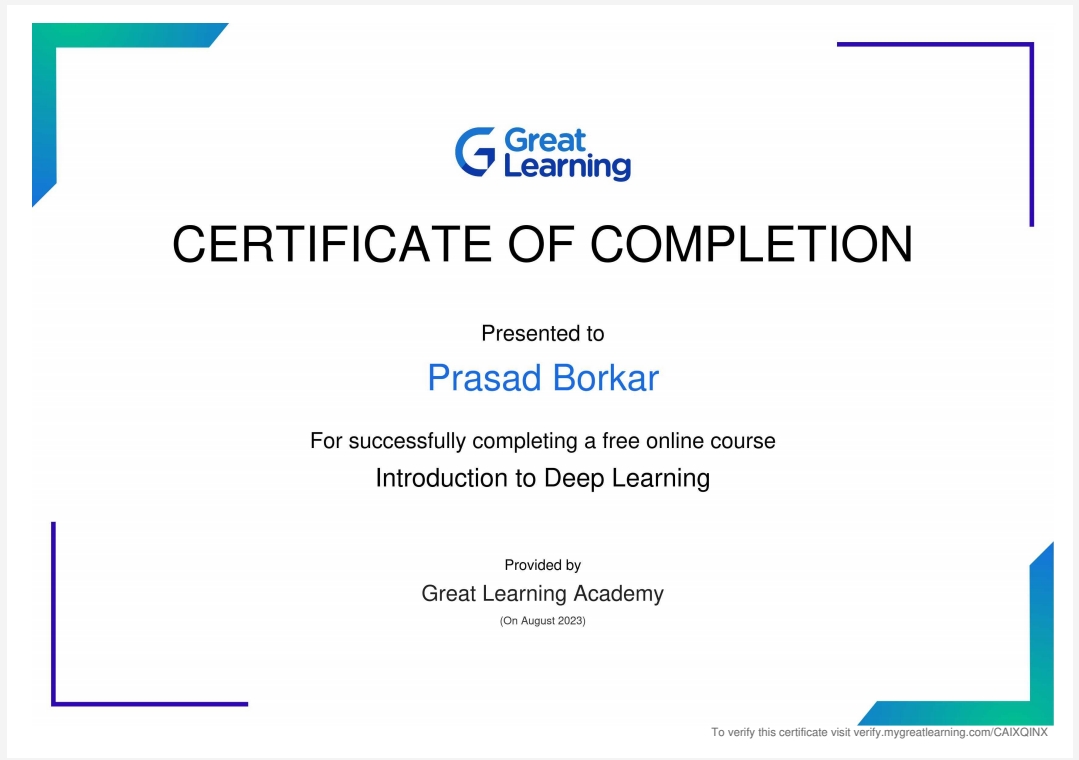 Great
Learning
CERTIFICATE OF COMPLETION
Presented to
Prasad Borkar
For successfully completing a free online course
Introduction to Deep Learning
Provided by
Great Learning Academy
(On August 2023)
To verify this certificate visit verify.mygreatlearning.com/CAIXQINX